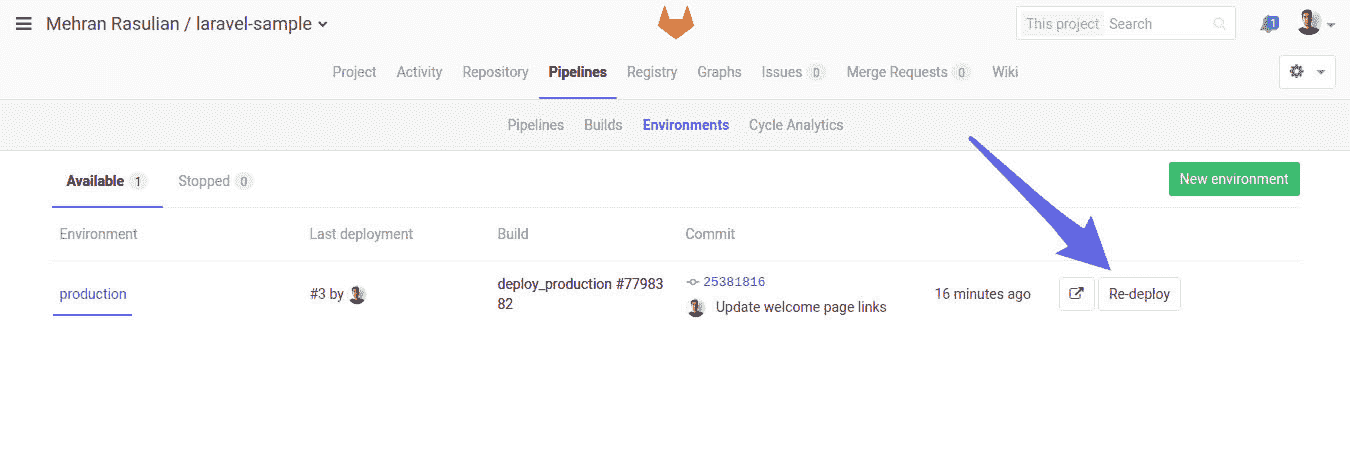 Mehran Rasulian / laravel-sample
This project Search
1
Project Activity Repository Pipelines Registry Graphs Issues 0 Merge Requests 0 Wiki
Pipelines Builds Environments Cycle Analytics
Available 1 Stopped 0
New environment
Environment Last deployment Build Commit
production
#3 by
deploy_production #77983
82
25381816
Update welcome page links
16 minutes ago
Re-deploy